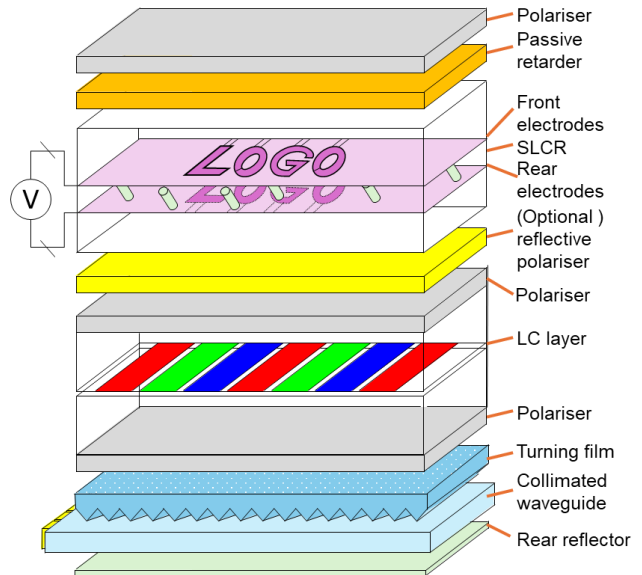 Polariser
Passive
retarder
Front
electrodes
SLCR
Rear
electrodes
(Optional )
reflective
polariser
Polariser
LC layer
Polariser
Turning film
Collimated
waveguide
Rear reflector
LOGO
LOGO
V